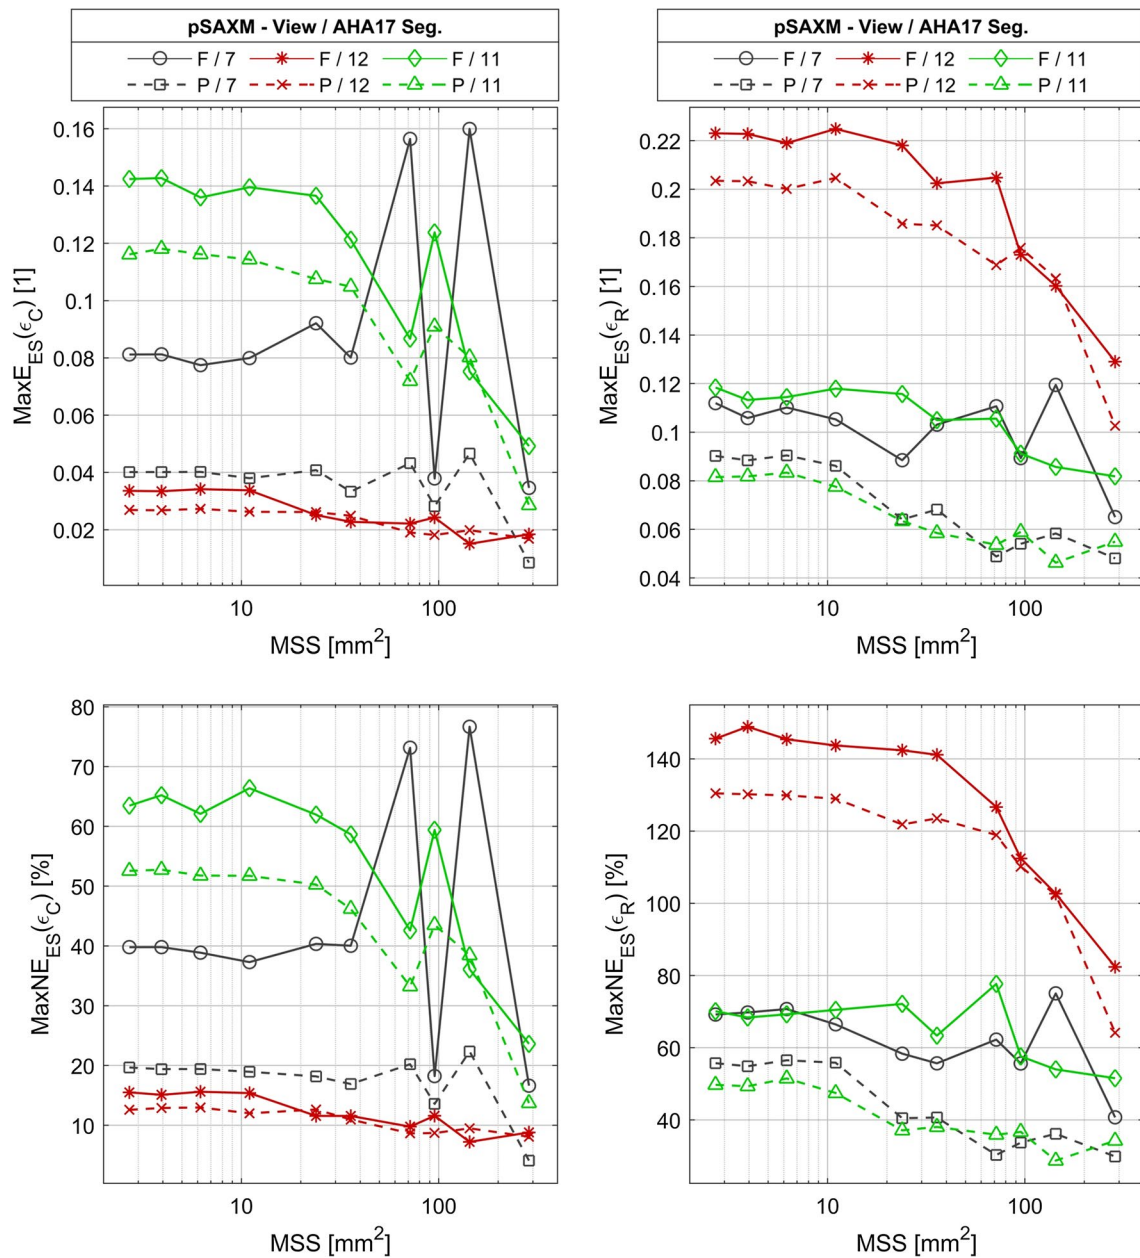 pSAXM - View / AHA17 Seg.
F / 7 F / 12 F / 11
P / 7 P / 12 P / 11
pSAXM - View / AHA17 Seg.
F / 7 F / 12 F / 11
P / 7 P / 12 P / 11
MaxE_ES(ϵ_C) [1]
0.16
0.14
0.12
0.1
0.08
0.06
0.04
0.02
10 100
MSS [mm²]
MaxE_ES(ϵ_R) [1]
0.22
0.2
0.18
0.16
0.14
0.12
0.1
0.08
0.06
0.04
10 100
MSS [mm²]
MaxNE_ES(ϵ_C) [%]
80
70
60
50
40
30
20
10
10 100
MSS [mm²]
MaxNE_ES(ϵ_R) [%]
140
120
100
80
60
40
10 100
MSS [mm²]